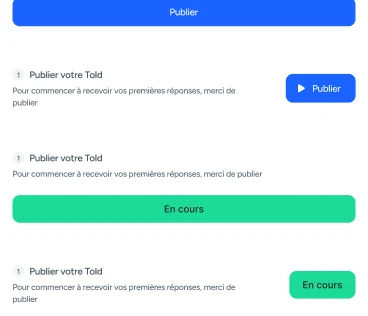 Publier
1 Publier votre Told
Pour commencer à recevoir vos premières réponses, merci de
publier
Publier
1 Publier votre Told
Pour commencer à recevoir vos premières réponses, merci de publier
En cours
1 Publier votre Told
Pour commencer à recevoir vos premières réponses, merci de
publier
En cours